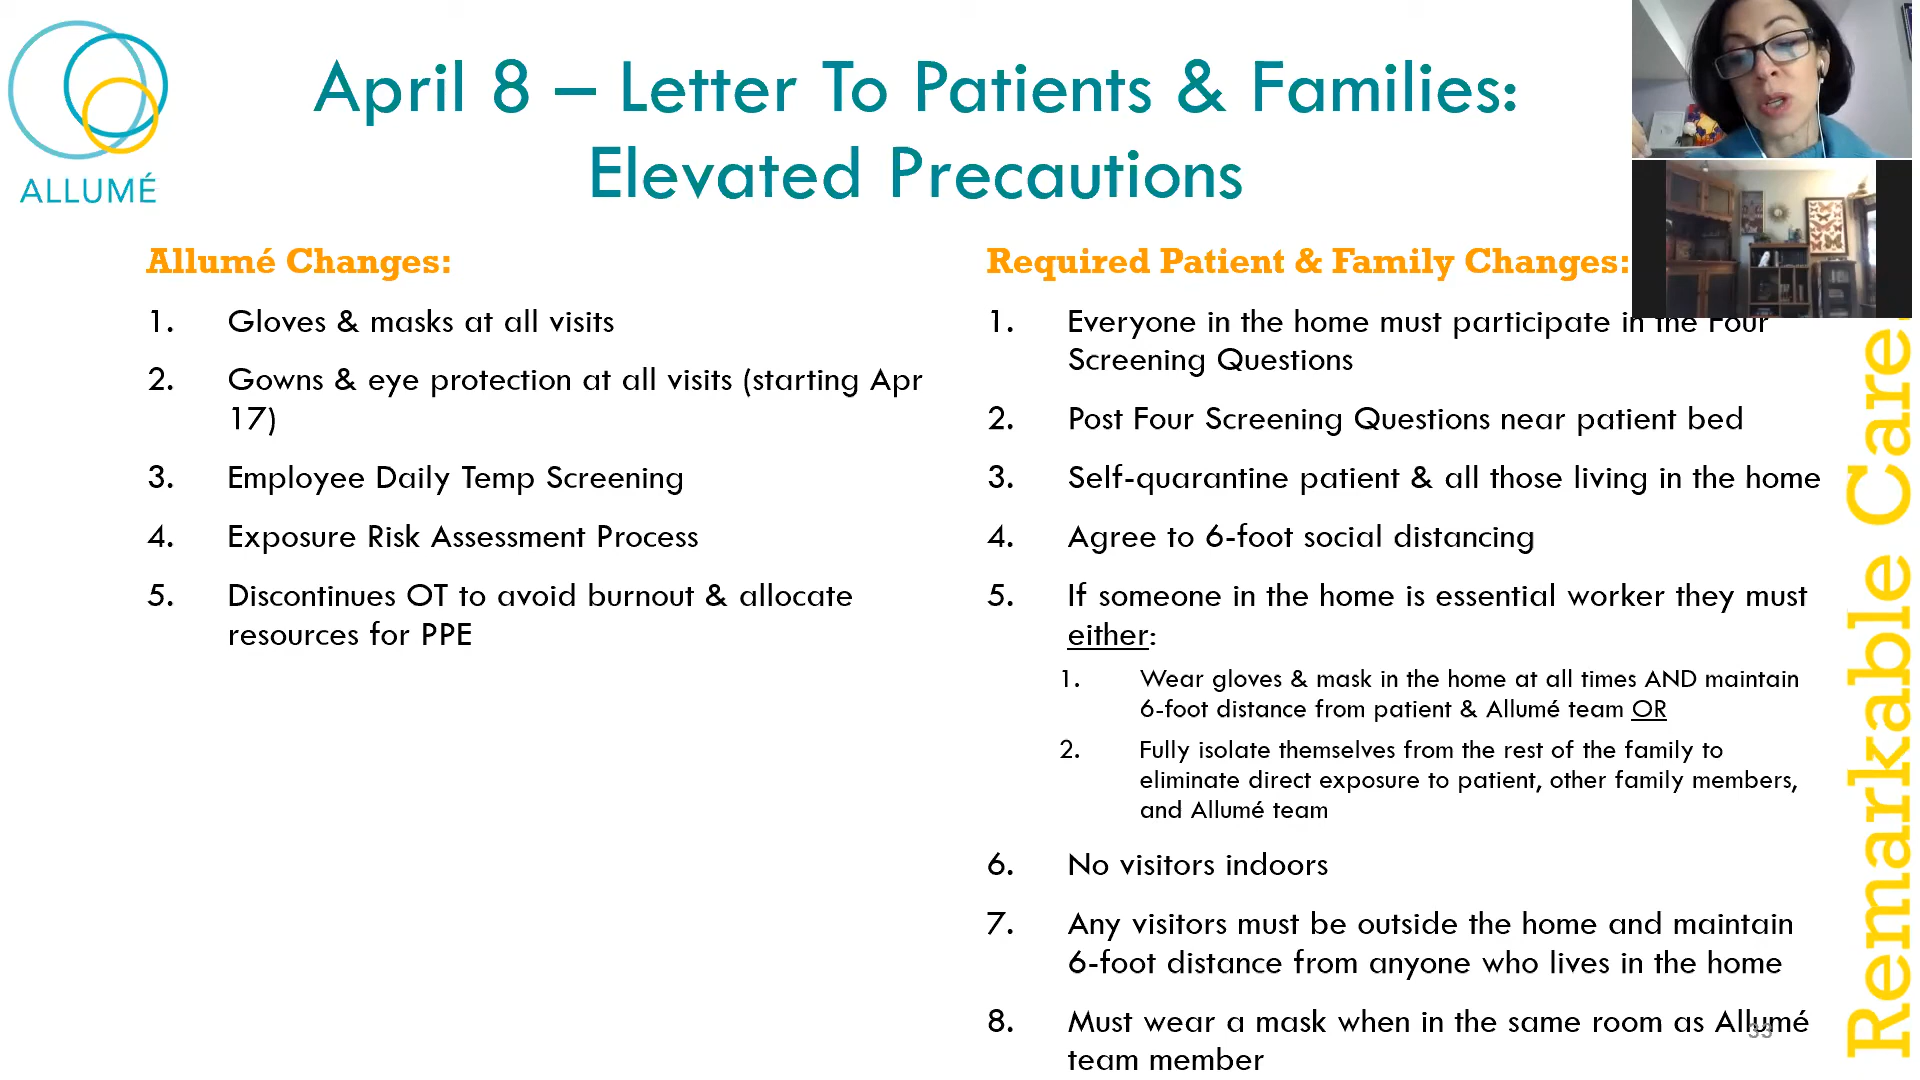 ALLUMÉ
April 8 – Letter To Patients & Families:
Elevated Precautions
Allumé Changes:
1. Gloves & masks at all visits
2. Gowns & eye protection at all visits (starting Apr
17)
3. Employee Daily Temp Screening
4. Exposure Risk Assessment Process
5. Discontinues OT to avoid burnout & allocate
resources for PPE
Required Patient & Family Changes:
1. Everyone in the home must participate in the Four
Screening Questions
2. Post Four Screening Questions near patient bed
3. Self-quarantine patient & all those living in the home
4. Agree to 6-foot social distancing
5. If someone in the home is essential worker they must
either:
1. Wear gloves & mask in the home at all times AND maintain
6-foot distance from patient & Allumé team OR
2. Fully isolate themselves from the rest of the family to
eliminate direct exposure to patient, other family members,
and Allumé team
6. No visitors indoors
7. Any visitors must be outside the home and maintain
6-foot distance from anyone who lives in the home
8. Must wear a mask when in the same room as Allumé
team member
33
Remarkable Care.